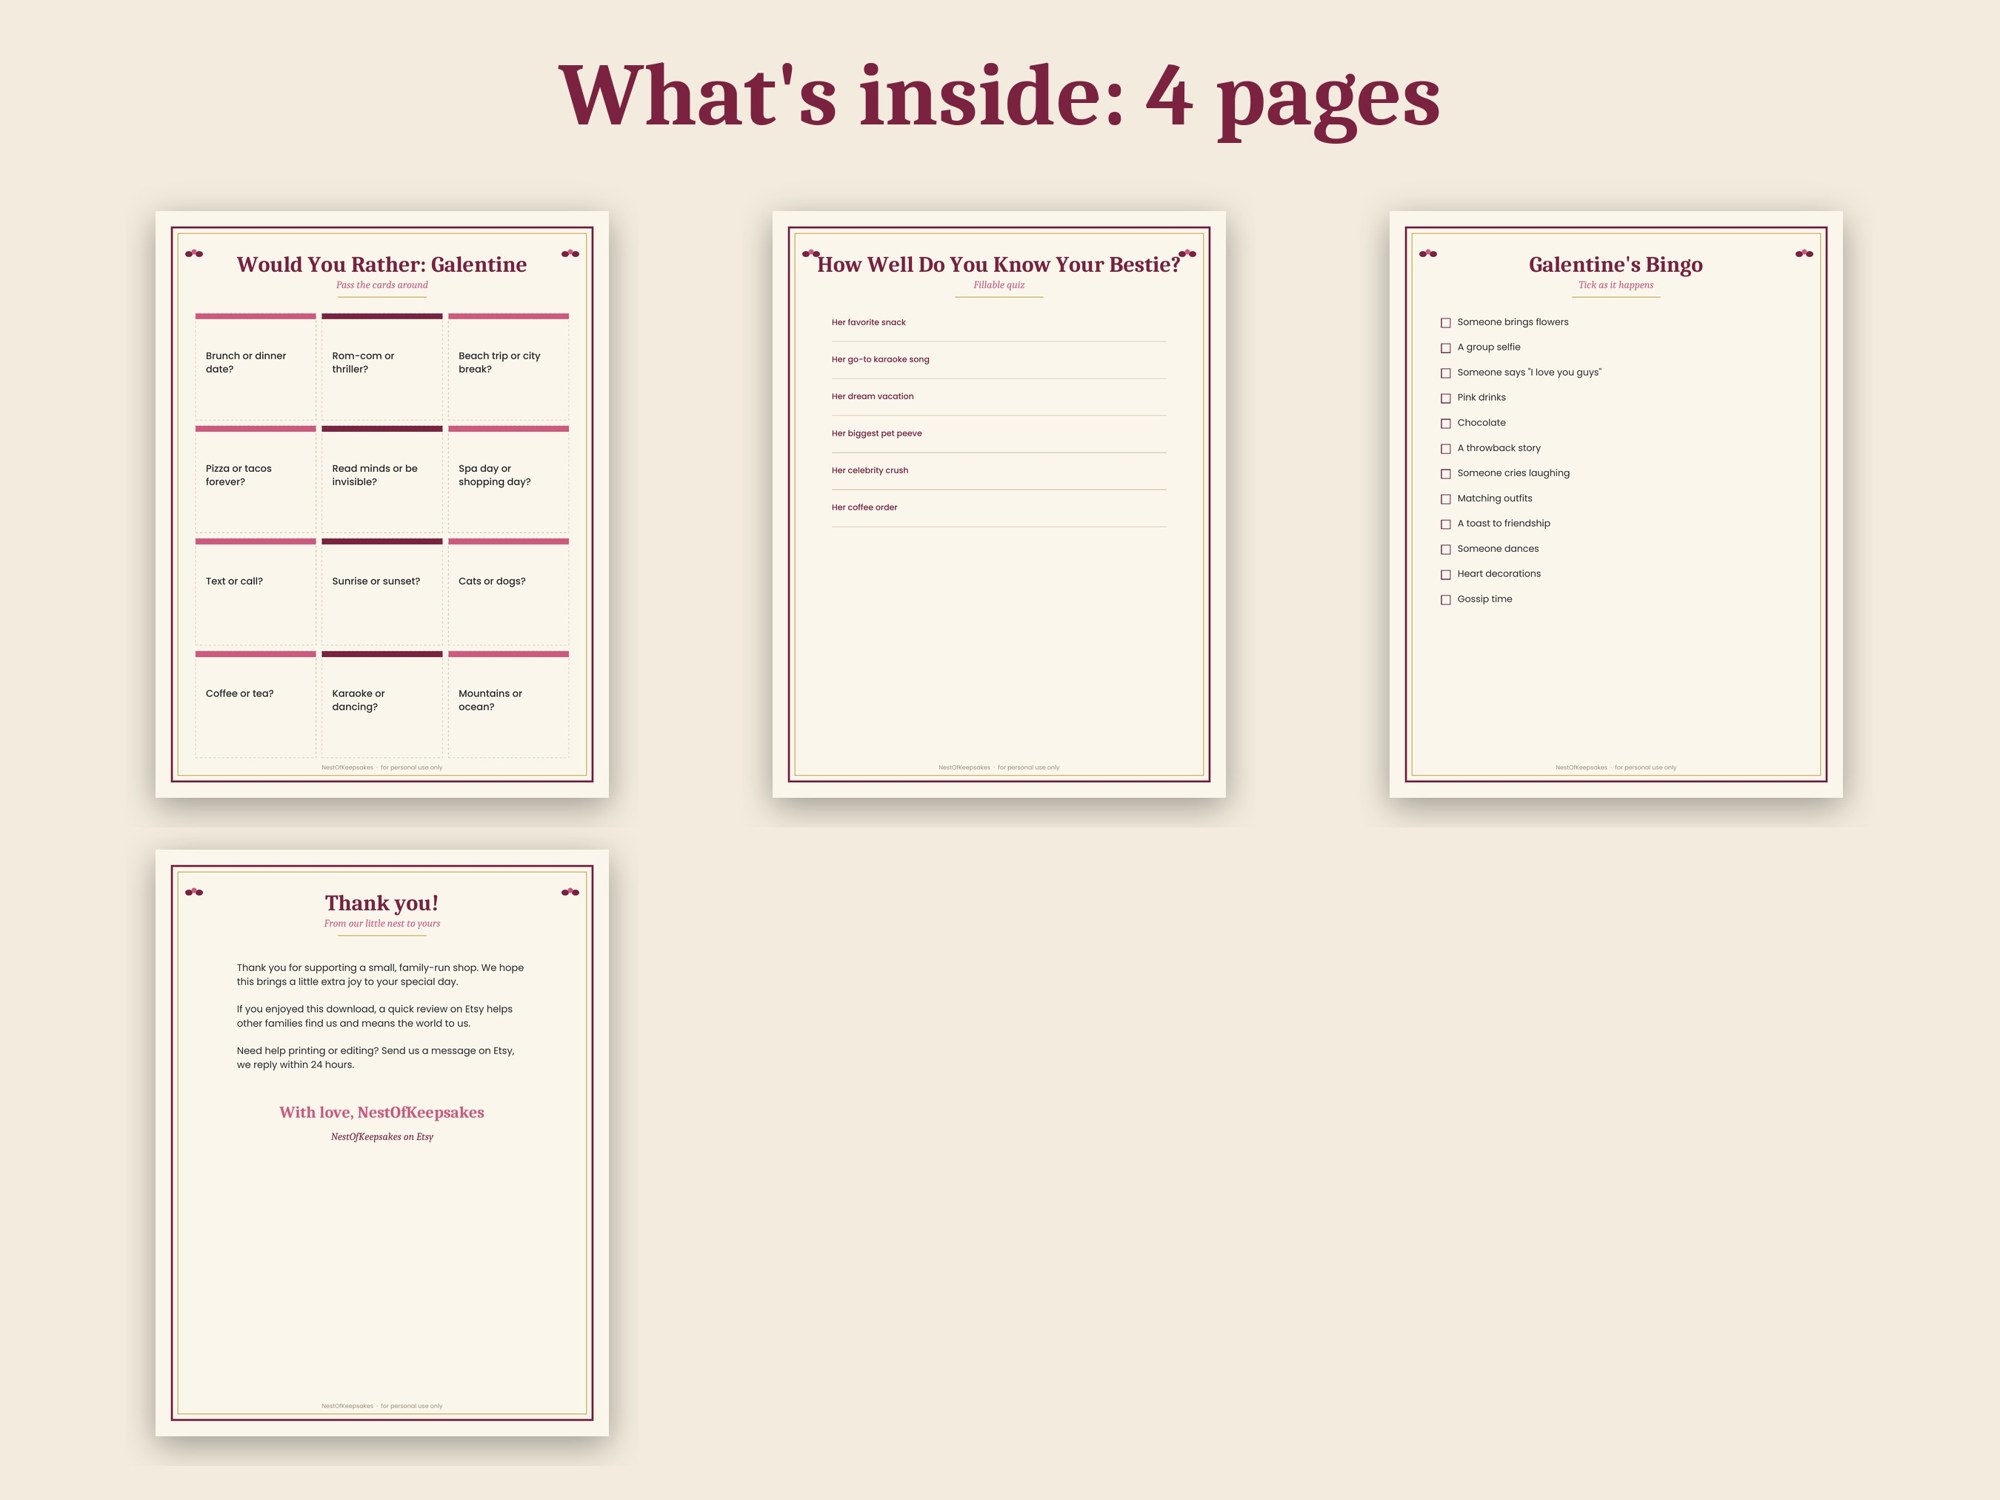 What's inside: 4 pages
Would You Rather: Galentine
Pass the cards around
Brunch or dinner
date?
Rom-com or
thriller?
Beach trip or city
break?
Pizza or tacos
forever?
Read minds or be
invisible?
Spa day or
shopping day?
Text or call?
Sunrise or sunset?
Cats or dogs?
Coffee or tea?
Karaoke or
dancing?
Mountains or
ocean?
NestOfKeepsakes · for personal use only
How Well Do You Know Your Bestie?
Fillable quiz
Her favorite snack
Her go-to karaoke song
Her dream vacation
Her biggest pet peeve
Her celebrity crush
Her coffee order
NestOfKeepsakes · for personal use only
Galentine's Bingo
Tick as it happens
Someone brings flowers
A group selfie
Someone says "I love you guys"
Pink drinks
Chocolate
A throwback story
Someone cries laughing
Matching outfits
A toast to friendship
Someone dances
Heart decorations
Gossip time
NestOfKeepsakes · for personal use only
Thank you!
From our little nest to yours
Thank you for supporting a small, family-run shop. We hope
this brings a little extra joy to your special day.
If you enjoyed this download, a quick review on Etsy helps
other families find us and means the world to us.
Need help printing or editing? Send us a message on Etsy,
we reply within 24 hours.
With love, NestOfKeepsakes
NestOfKeepsakes on Etsy
NestOfKeepsakes · for personal use only